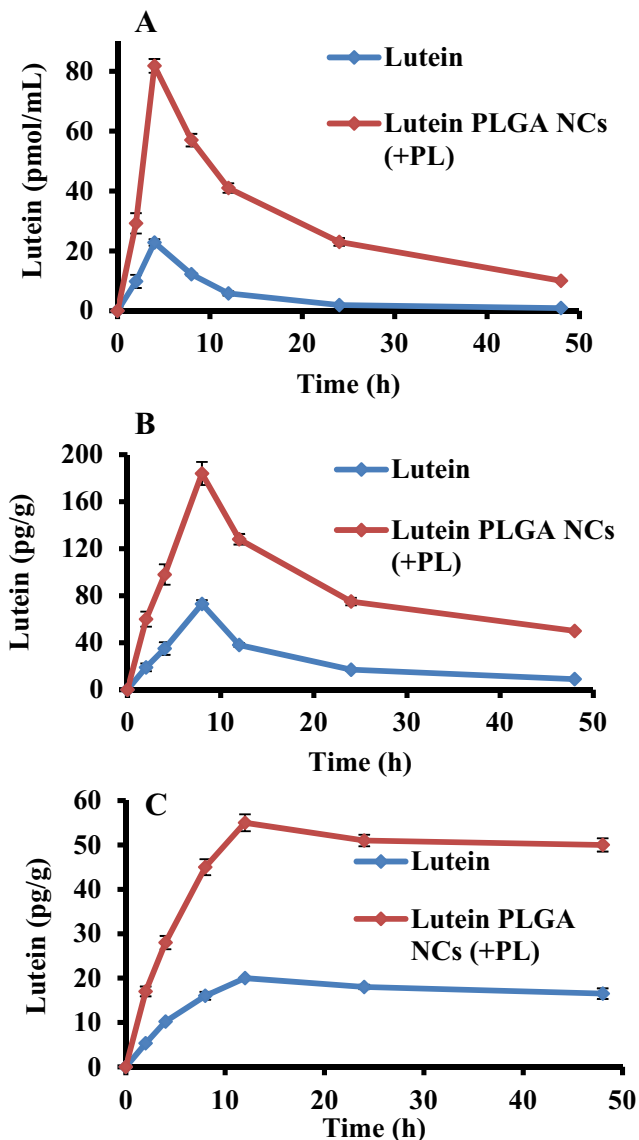 A
Lutein (pmol/mL)
80
60
40
20
0
Lutein
Lutein PLGA NCs
(+PL)
0 10 20 30 40 50
Time (h)
B
Lutein (pg/g)
200
160
120
80
40
0
Lutein
Lutein PLGA NCs
(+PL)
0 10 20 30 40 50
Time (h)
C
Lutein (pg/g)
60
50
40
30
20
10
0
Lutein
Lutein PLGA
NCs (+PL)
0 10 20 30 40 50
Time (h)